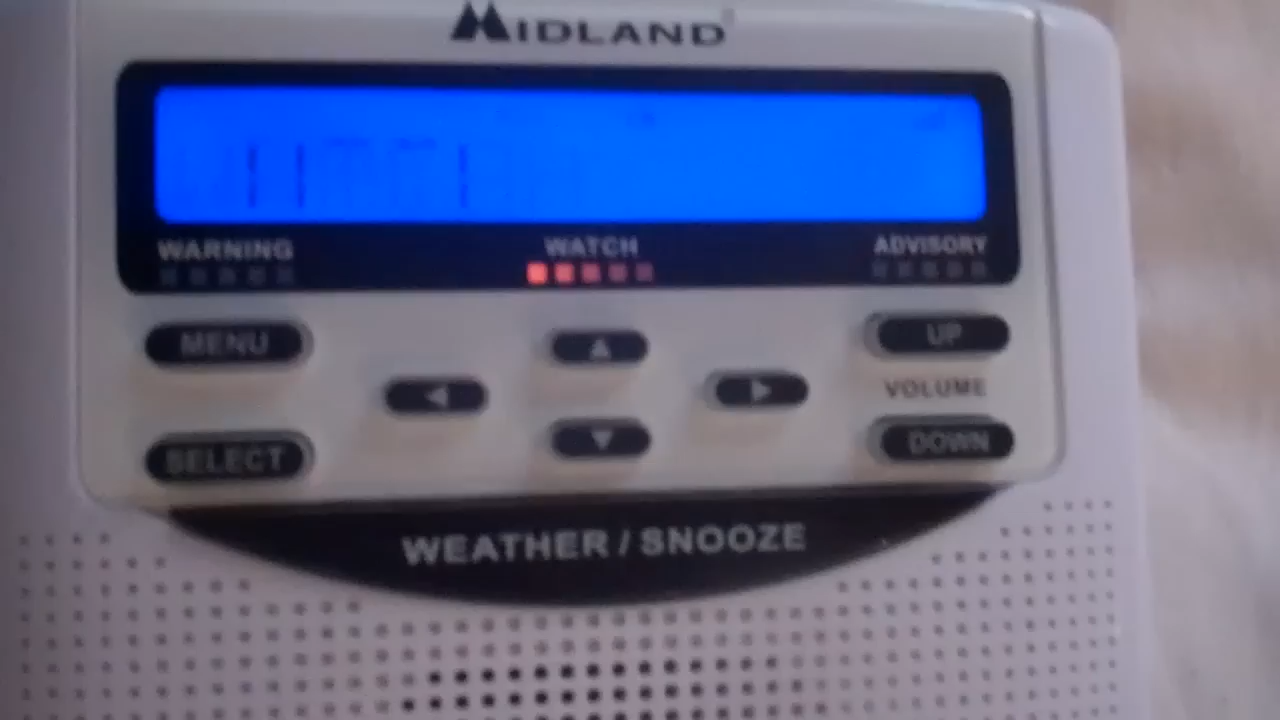 MIDLAND
WARNING WATCH ADVISORY
MENU UP
VOLUME
SELECT DOWN
WEATHER / SNOOZE